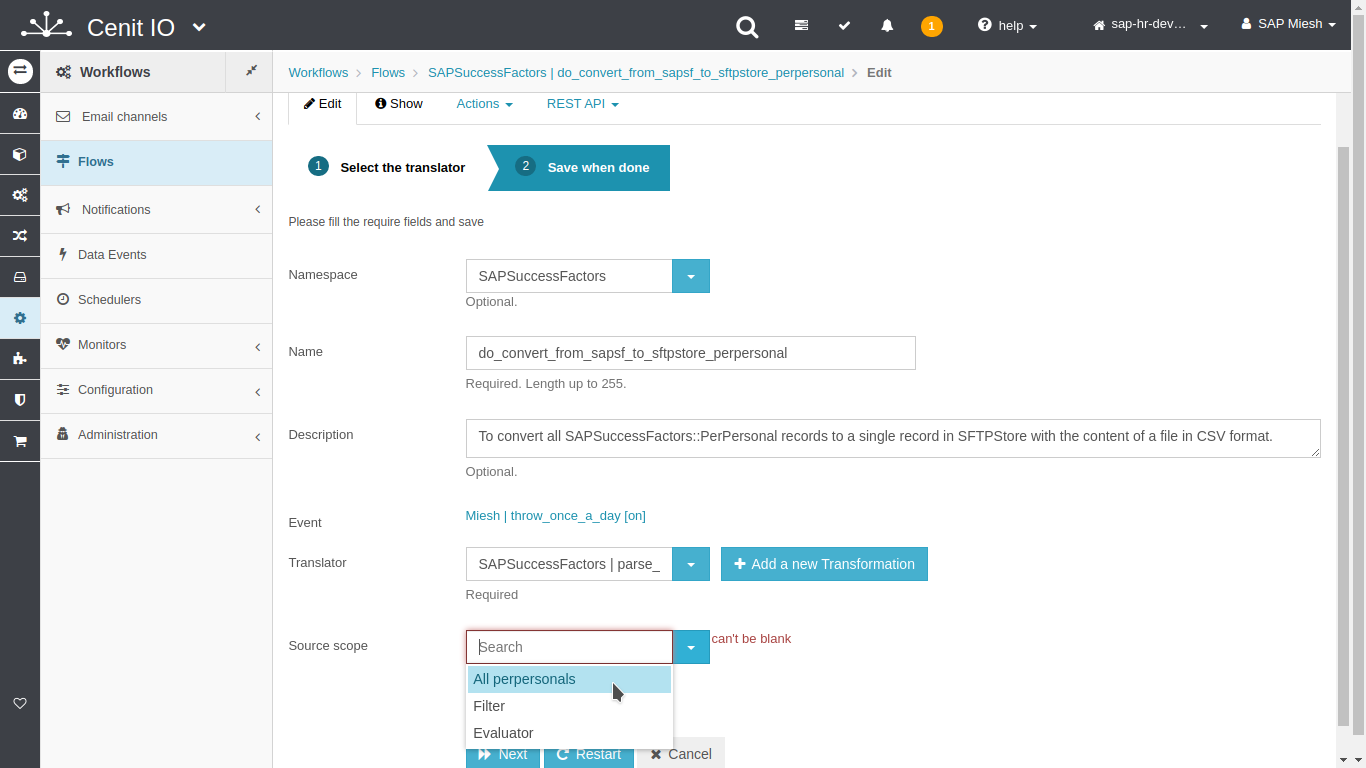 Cenit IO
1
help
sap-hr-dev…
SAP Miesh
Workflows
Workflows
Flows
SAPSuccessFactors | do_convert_from_sapsf_to_sftpstore_perpersonal
Edit
Email channels
Flows
Notifications
Data Events
Schedulers
Monitors
Configuration
Administration
Edit
Show
Actions
REST API
1 Select the translator
2 Save when done
Please fill the require fields and save
Namespace
SAPSuccessFactors
Optional.
Name
do_convert_from_sapsf_to_sftpstore_perpersonal
Required. Length up to 255.
Description
To convert all SAPSuccessFactors::PerPersonal records to a single record in SFTPStore with the content of a file in CSV format.
Optional.
Event
Miesh | throw_once_a_day [on]
Translator
SAPSuccessFactors | parse_
Add a new Transformation
Required
Source scope
Search
can't be blank
All perpersonals
Filter
Evaluator
Next
Restart
Cancel